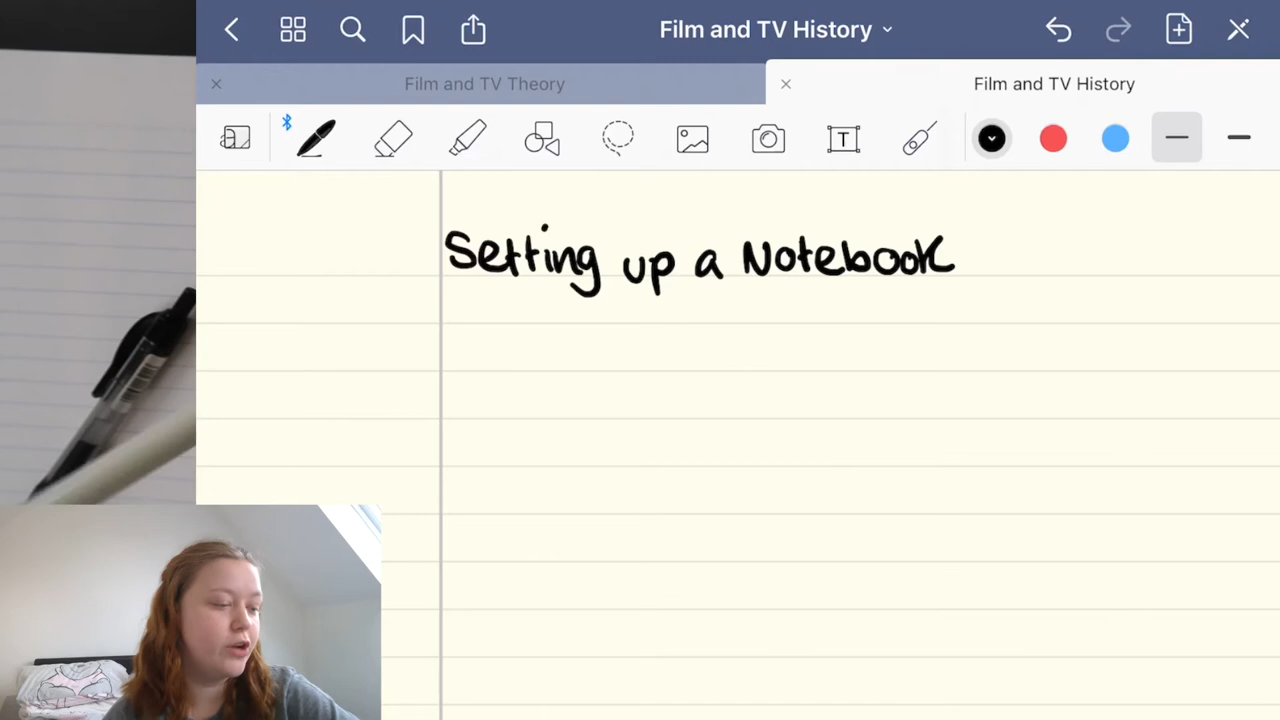 Film and TV History
Film and TV Theory
Film and TV History
T
Setting up a Notebook